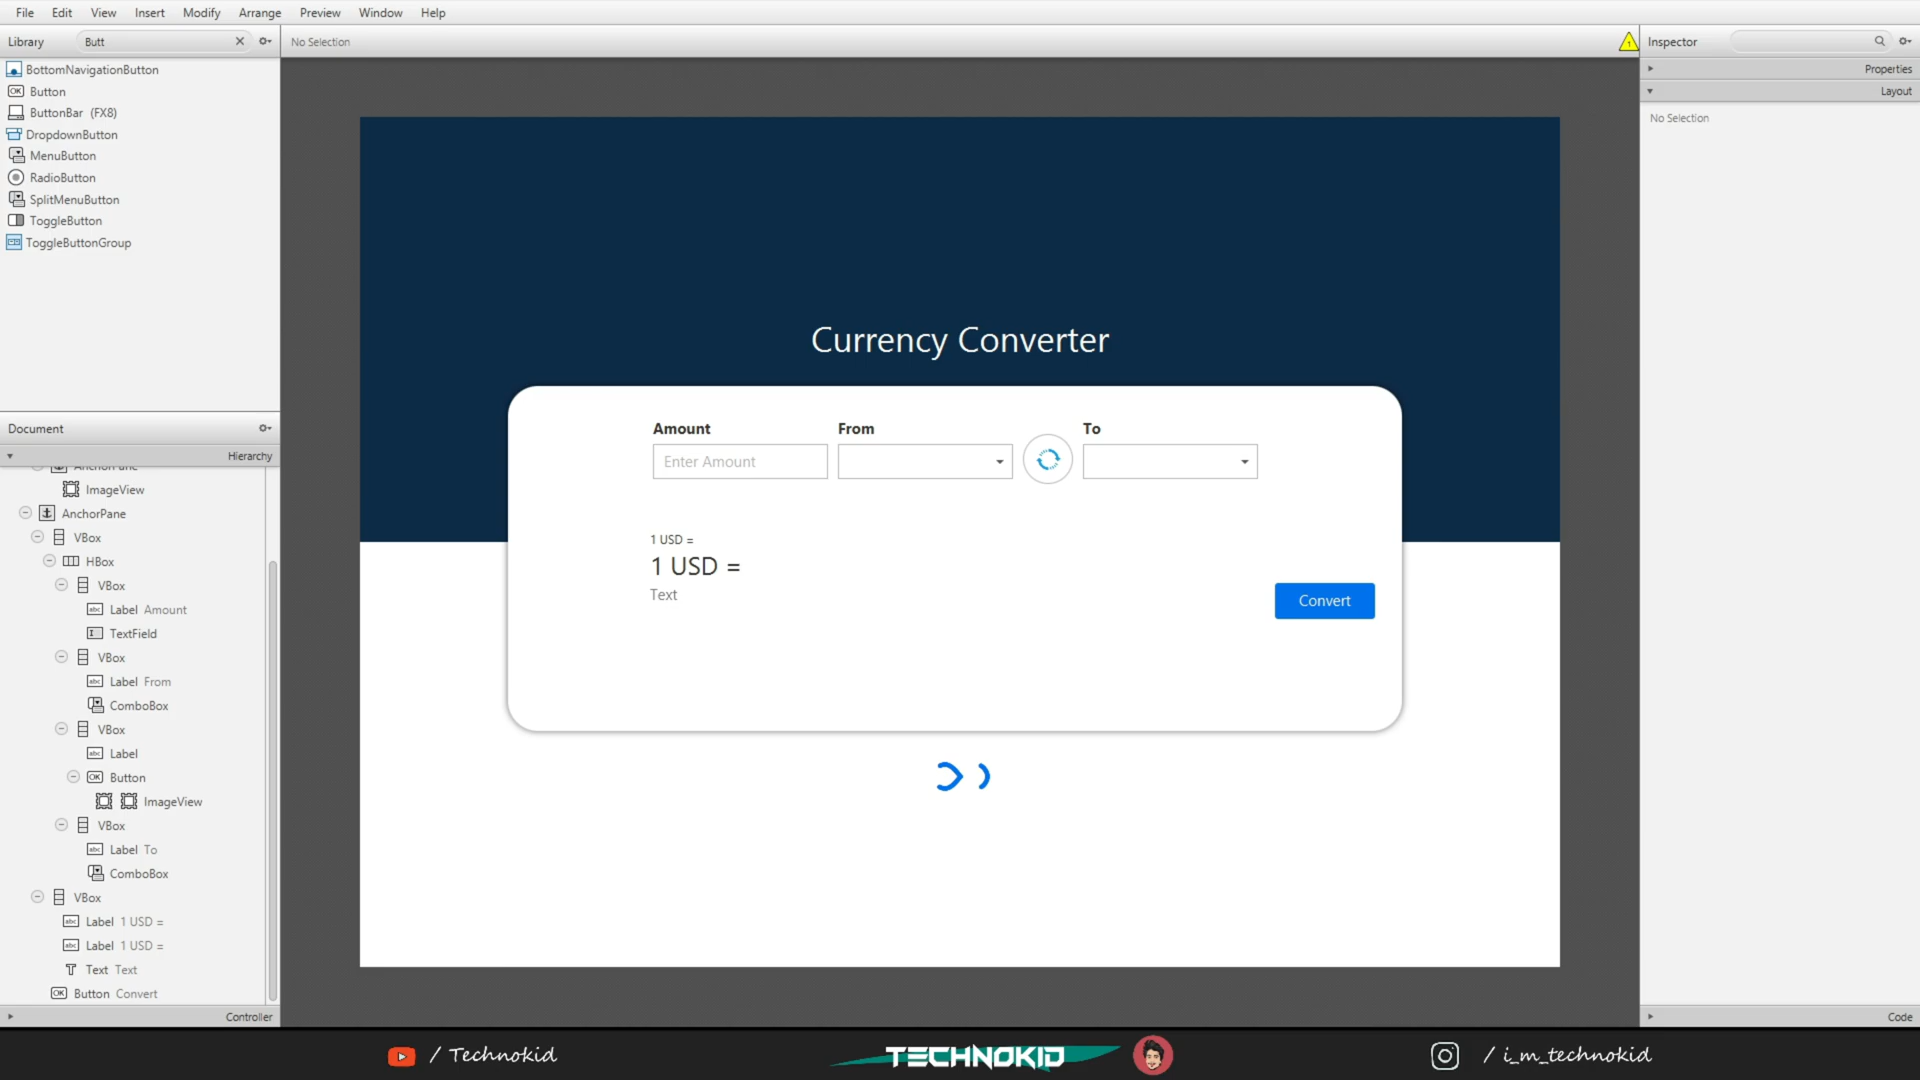 File Edit View Insert Modify Arrange Preview Window Help
Library Butt No Selection Inspector
BottomNavigationButton
Button
ButtonBar (FX8)
DropdownButton
MenuButton
RadioButton
SplitMenuButton
ToggleButton
ToggleButtonGroup
Properties
Layout
No Selection
Currency Converter
Amount From To
Enter Amount
1 USD =
1 USD =
Text
Convert
Document
Hierarchy
AnchorPane
ImageView
AnchorPane
VBox
HBox
VBox
Label Amount
TextField
VBox
Label From
ComboBox
VBox
Label
OK Button
ImageView
VBox
Label To
ComboBox
VBox
Label 1 USD =
Label 1 USD =
Text Text
OK Button Convert
Controller
Code
/ Technokid
TECHNOKID
/ i_m_technokid